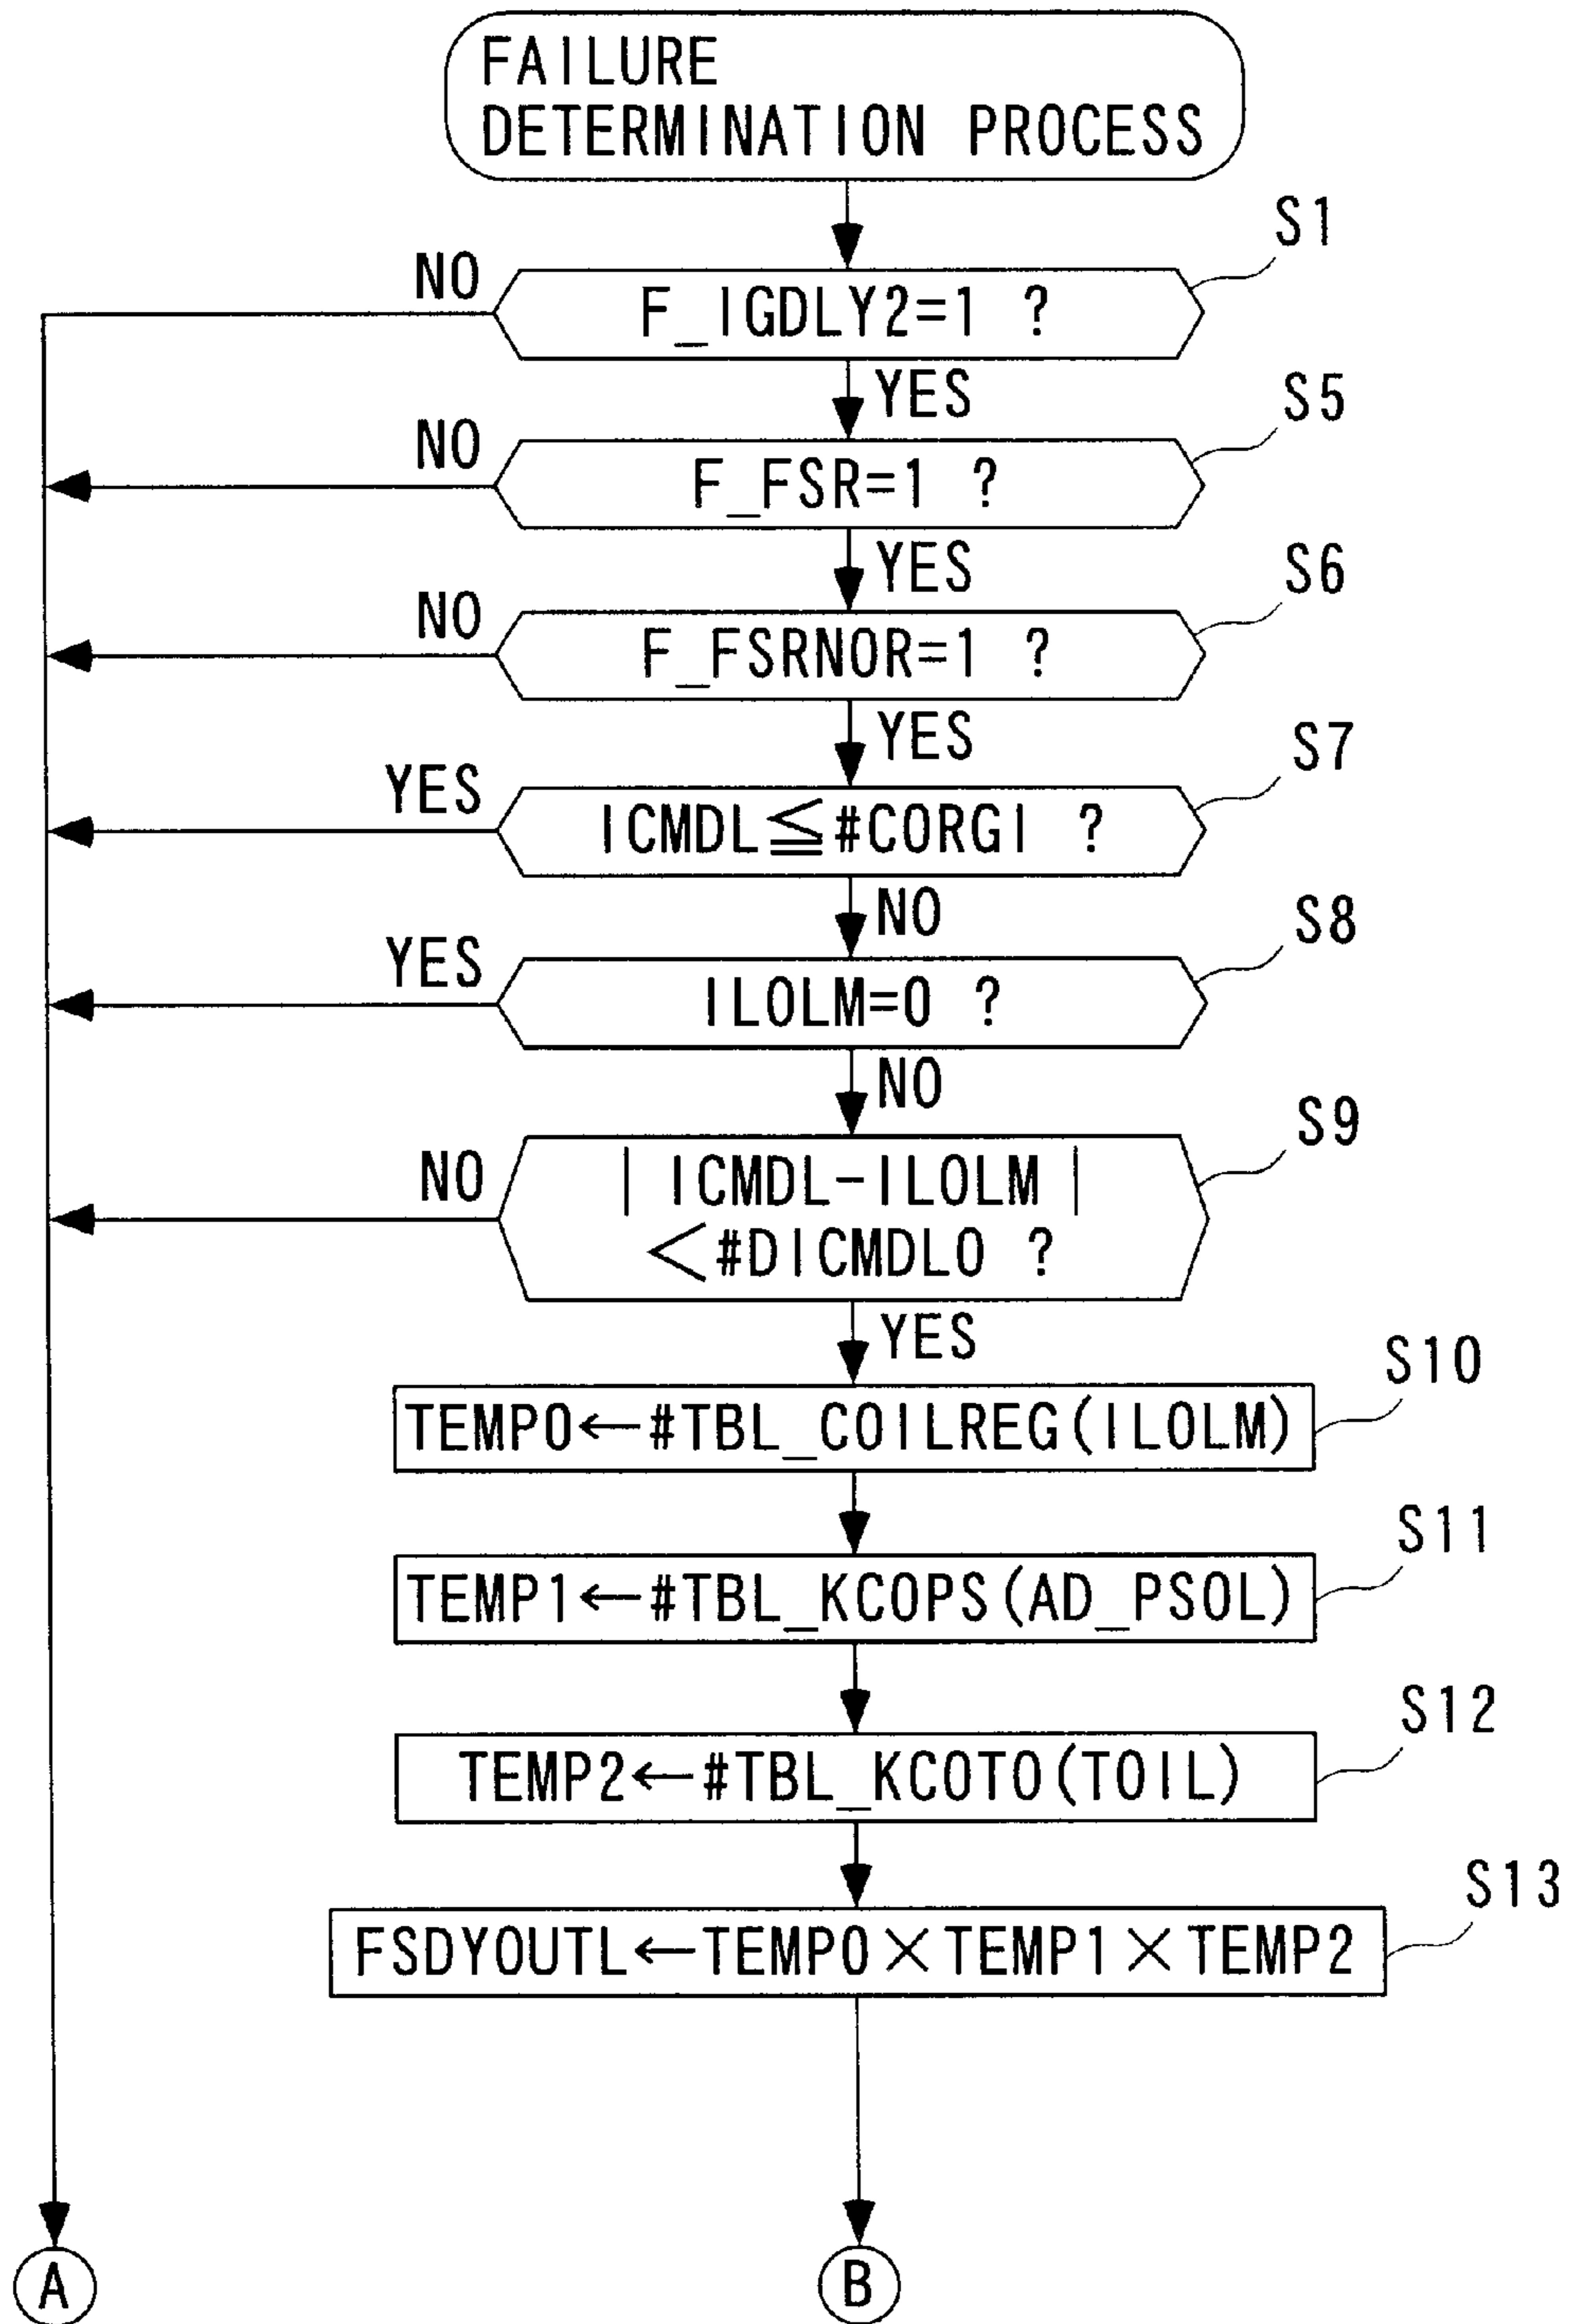 FAILURE
DETERMINATION PROCESS
S1
NO
F_IGDLY2=1 ?
YES
S5
NO
F_FSR=1 ?
YES
S6
NO
F_FSRNOR=1 ?
YES
S7
YES
ICMDL≦#CORGI ?
NO
S8
YES
ILOLM=0 ?
NO
S9
NO
| ICMDL-ILOLM |
<#DICMDLO ?
YES
S10
TEMP0←#TBL_COILREG(ILOLM)
S11
TEMP1←#TBL_KCOPS(AD_PSOL)
S12
TEMP2←#TBL_KCOTO(TOIL)
S13
FSDYOUTL←TEMP0×TEMP1×TEMP2
A
B